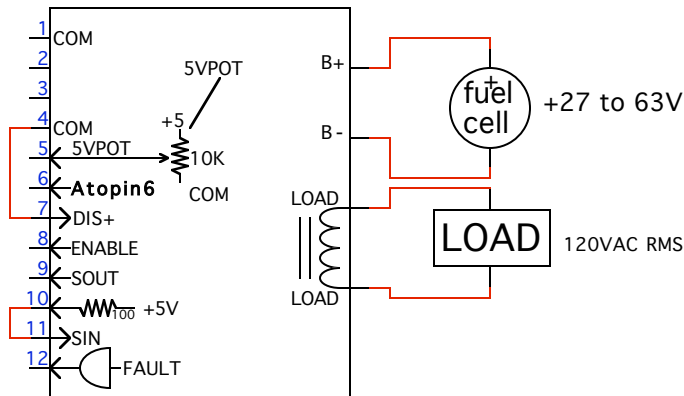 1
COM
2
3
4
COM
5
5VPOT
6
Atopin6
7
DIS+
8
ENABLE
9
SOUT
10
100
+5V
11
SIN
12
FAULT
5VPOT
+5
10K
COM
B+
B -
LOAD
LOAD
+
fuel
cell
+27 to 63V
LOAD
120VAC RMS